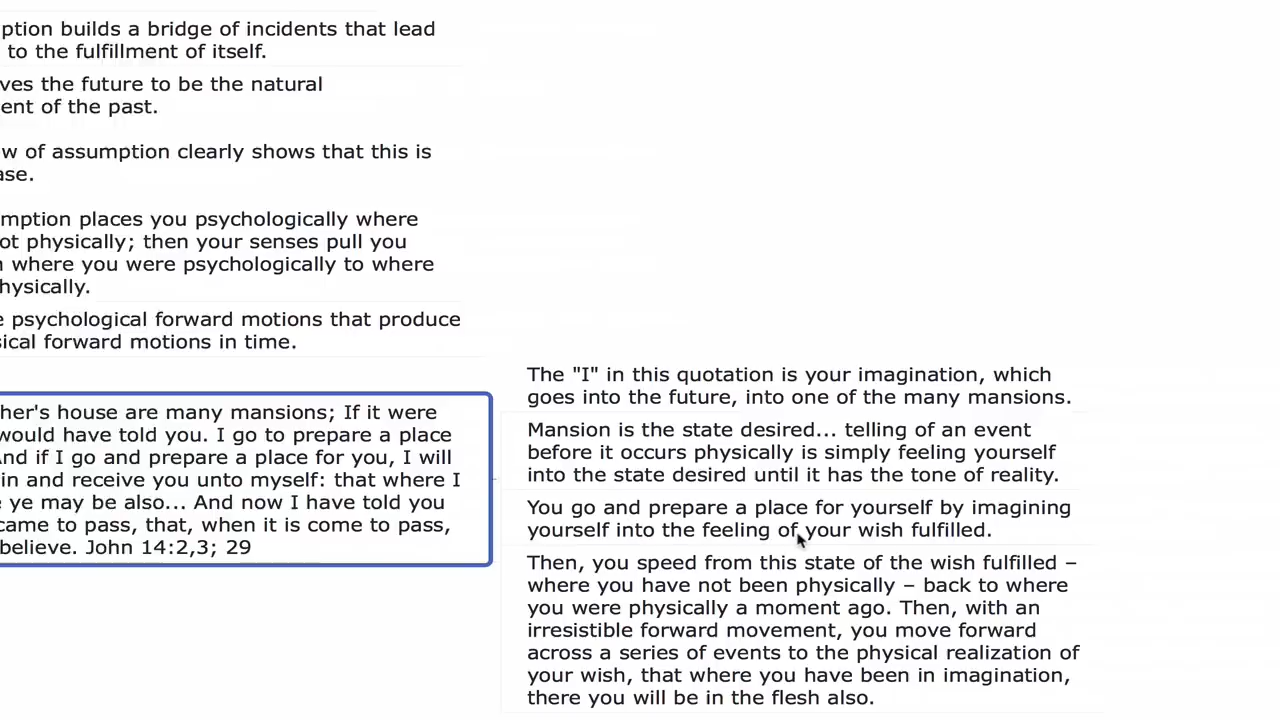 ption builds a bridge of incidents that lead
to the fulfillment of itself.
ves the future to be the natural
ent of the past.
w of assumption clearly shows that this is
ase.
mption places you psychologically where
ot physically; then your senses pull you
where you were psychologically to where
hysically.
e psychological forward motions that produce
sical forward motions in time.
her's house are many mansions; If it were
would have told you. I go to prepare a place
And if I go and prepare a place for you, I will
in and receive you unto myself: that where I
e ye may be also... And now I have told you
came to pass, that, when it is come to pass,
believe. John 14:2,3; 29
The "I" in this quotation is your imagination, which
goes into the future, into one of the many mansions.
Mansion is the state desired... telling of an event
before it occurs physically is simply feeling yourself
into the state desired until it has the tone of reality.
You go and prepare a place for yourself by imagining
yourself into the feeling of your wish fulfilled.
Then, you speed from this state of the wish fulfilled –
where you have not been physically – back to where
you were physically a moment ago. Then, with an
irresistible forward movement, you move forward
across a series of events to the physical realization of
your wish, that where you have been in imagination,
there you will be in the flesh also.